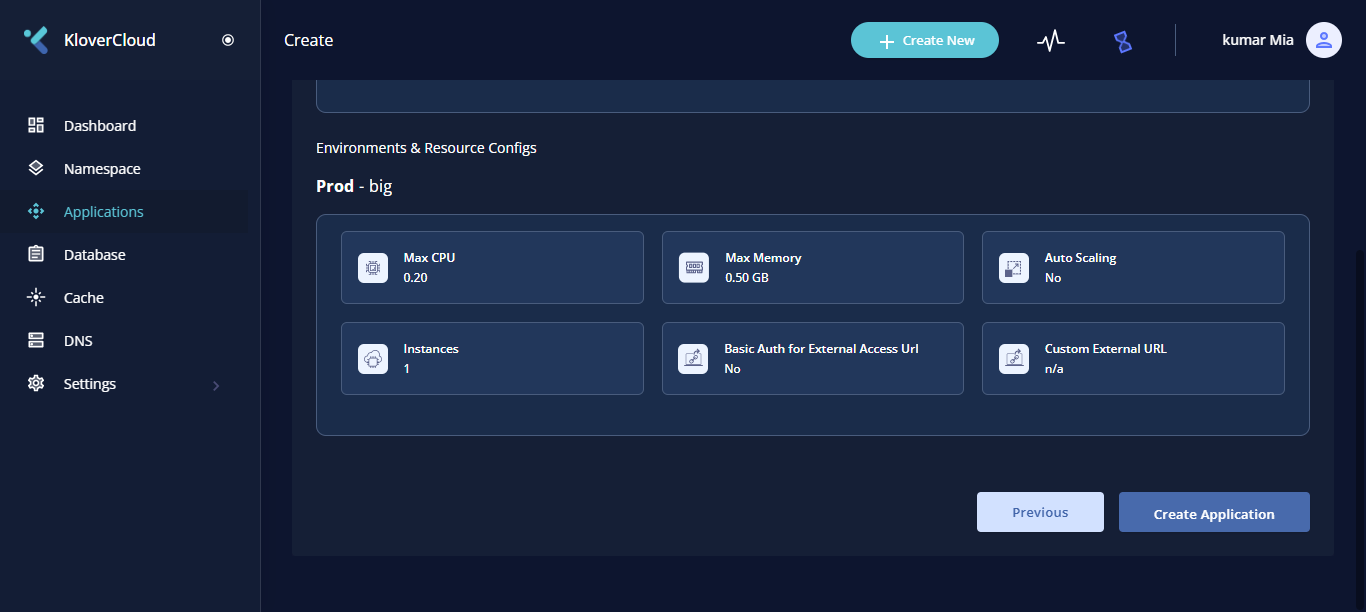 KloverCloud
Create
Create New
kumar Mia
Dashboard
Namespace
Applications
Database
Cache
DNS
Settings
Environments & Resource Configs
Prod - big
Max CPU
0.20
Max Memory
0.50 GB
Auto Scaling
No
Instances
1
Basic Auth for External Access Url
No
Custom External URL
n/a
Previous
Create Application